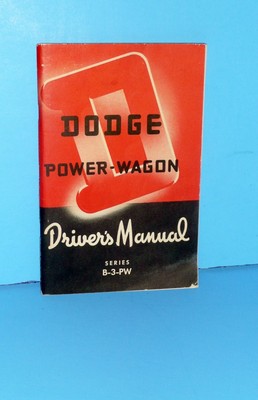 D
DODGE
POWER-WAGON
Driver's Manual
SERIES
B-3-PW